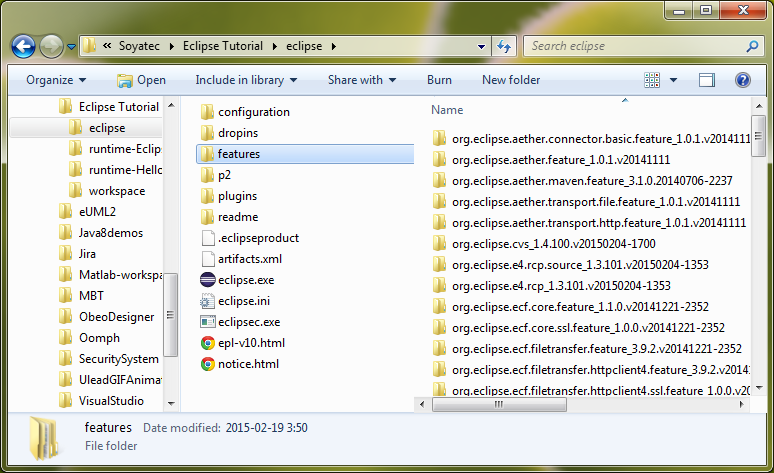 « Soyatec Eclipse Tutorial eclipse Search eclipse
Organize Open Include in library Share with Burn New folder
Eclipse Tutorial
eclipse
runtime-Eclip
runtime-Hello
workspace
eUML2
Java8demos
Jira
Matlab-workspa
MBT
ObeoDesigner
Oomph
SecuritySystem
UleadGIFAnimat
VisualStudio
configuration
dropins
features
p2
plugins
readme
.eclipseproduct
artifacts.xml
eclipse.exe
eclipse.ini
eclipsec.exe
epl-v10.html
notice.html
Name
org.eclipse.aether.connector.basic.feature_1.0.1.v20141111
org.eclipse.aether.feature_1.0.1.v20141111
org.eclipse.aether.maven.feature_3.1.0.20140706-2237
org.eclipse.aether.transport.file.feature_1.0.1.v20141111
org.eclipse.aether.transport.http.feature_1.0.1.v20141111
org.eclipse.cvs_1.4.100.v20150204-1700
org.eclipse.e4.rcp.source_1.3.101.v20150204-1353
org.eclipse.e4.rcp_1.3.101.v20150204-1353
org.eclipse.ecf.core.feature_1.1.0.v20141221-2352
org.eclipse.ecf.core.ssl.feature_1.0.0.v20141221-2352
org.eclipse.ecf.filetransfer.feature_3.9.2.v20141221-2352
org.eclipse.ecf.filetransfer.httpclient4.feature_3.9.2.v2014
org.eclipse.ecf.filetransfer.httpclient4.ssl.feature_1.0.0.v20
features Date modified: 2015-02-19 3:50
File folder